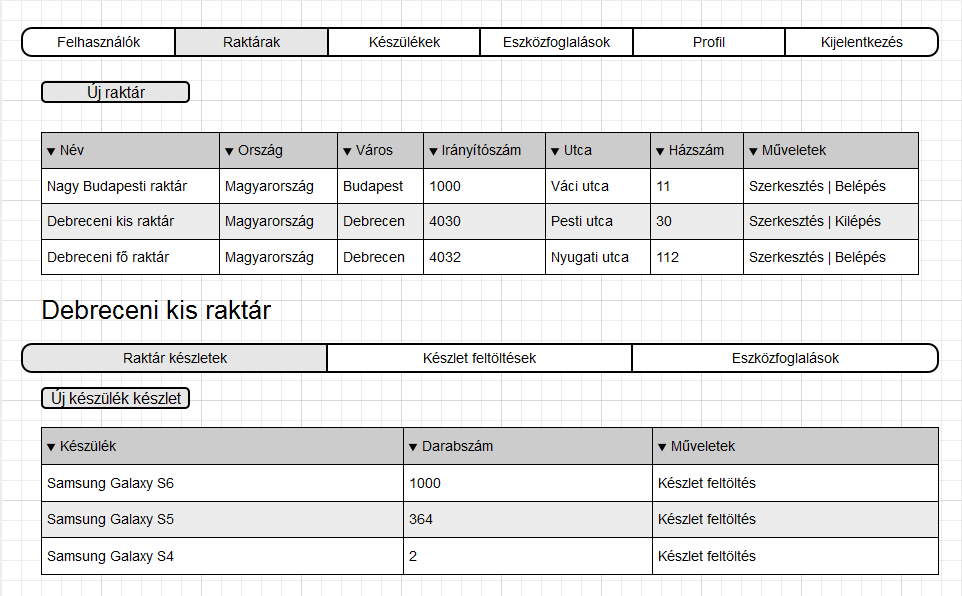 Felhasználók Raktárak Készülékek Eszközfoglalások Profil Kijelentkezés
Új raktár
▼ Név ▼ Ország ▼ Város ▼ Irányítószám ▼ Utca ▼ Házszám ▼ Műveletek
Nagy Budapesti raktár Magyarország Budapest 1000 Váci utca 11 Szerkesztés | Belépés
Debreceni kis raktár Magyarország Debrecen 4030 Pesti utca 30 Szerkesztés | Kilépés
Debreceni fő raktár Magyarország Debrecen 4032 Nyugati utca 112 Szerkesztés | Belépés
Debreceni kis raktár
Raktár készletek Készlet feltöltések Eszközfoglalások
Új készülék készlet
▼ Készülék ▼ Darabszám ▼ Műveletek
Samsung Galaxy S6 1000 Készlet feltöltés
Samsung Galaxy S5 364 Készlet feltöltés
Samsung Galaxy S4 2 Készlet feltöltés